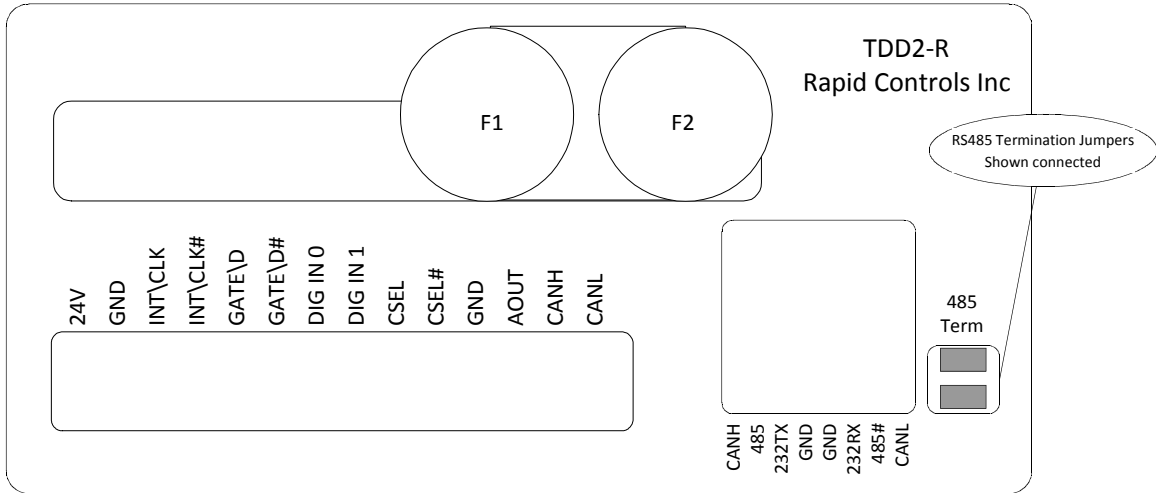 TDD2-R
Rapid Controls Inc
F1
F2
RS485 Termination Jumpers
Shown connected
24V
GND
INT\CLK
INT\CLK#
GATE\D
GATE\D#
DIG IN 0
DIG IN 1
CSEL
CSEL#
GND
AOUT
CANH
CANL
485
Term
CANH
485
232TX
GND
GND
232RX
485#
CANL